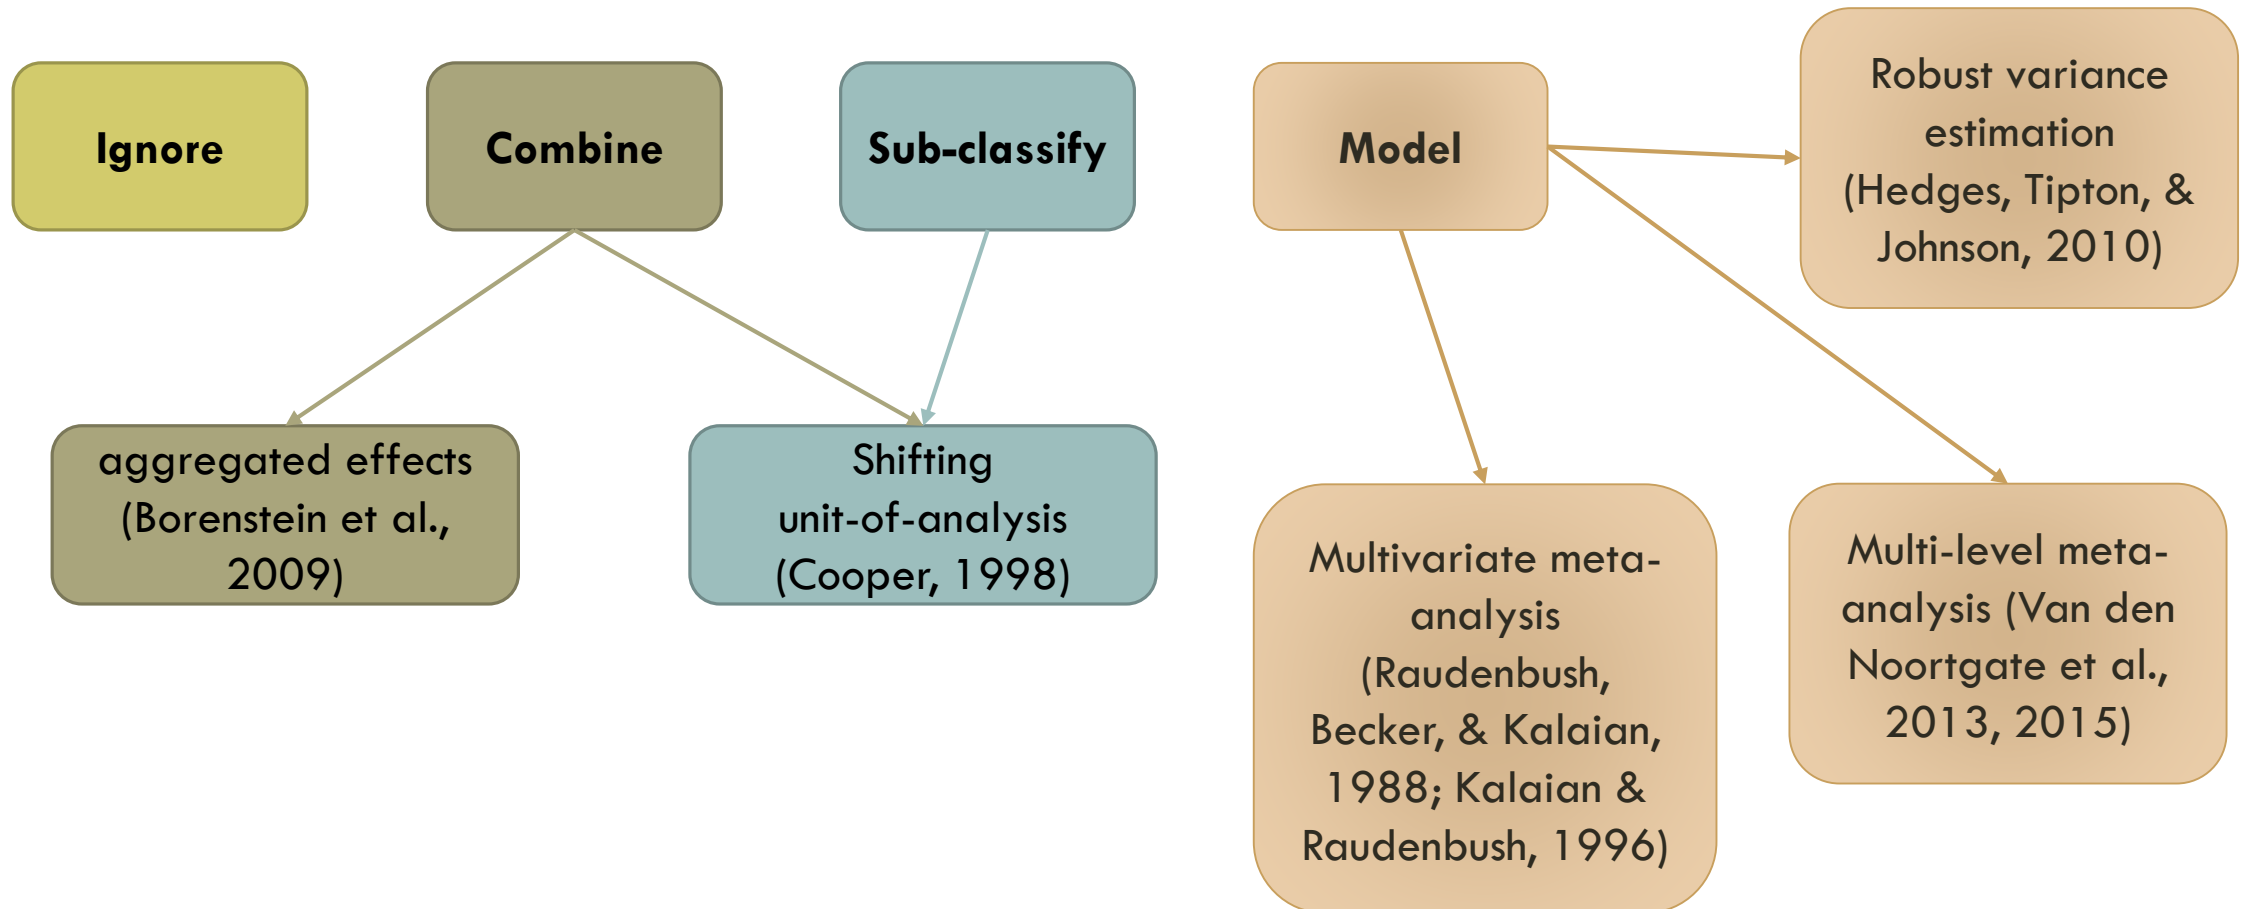 Ignore
Combine
Sub-classify
Model
Robust variance
estimation
(Hedges, Tipton, &
Johnson, 2010)
aggregated effects
(Borenstein et al.,
2009)
Shifting
unit-of-analysis
(Cooper, 1998)
Multivariate meta-
analysis
(Raudenbush,
Becker, & Kalaian,
1988; Kalaian &
Raudenbush, 1996)
Multi-level meta-
analysis (Van den
Noortgate et al.,
2013, 2015)